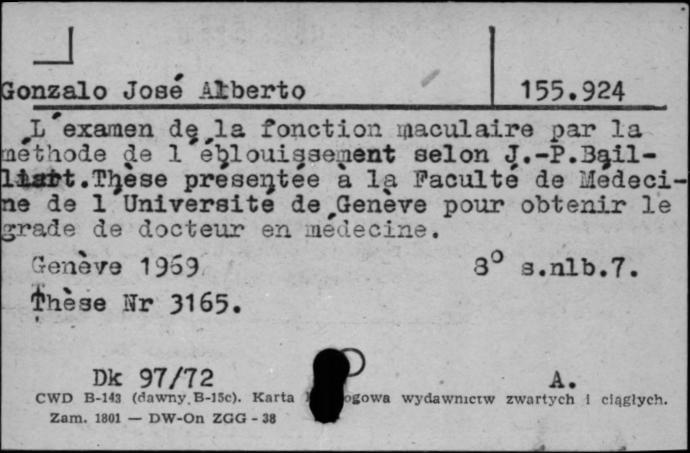 Gonzalo José Alberto 155.924
L'examen de la fonction maculaire par la
méthode de l'éblouissement selon J.-P.Bail-
liart.Thèse présentée à la Faculté de Médeci-
ne de l'Université de Genève pour obtenir le
grade de docteur en médecine.
Genève 1969 8° s.nlb.7.
Thèse Nr 3165.
Dk 97/72 A.
CWD B-143 (dawny B-15c). Karta ogowa wydawnictw zwartych i ciągłych.
Zam. 1801 — DW-On ZGG - 38